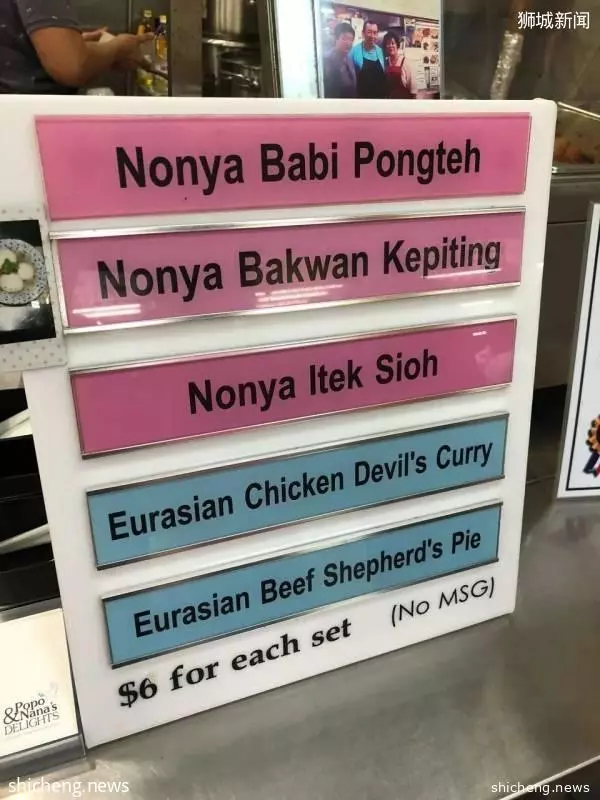 狮城新闻
Nonya Babi Pongteh
Nonya Bakwan Kepiting
Nonya Itek Sioh
Eurasian Chicken Devil's Curry
Eurasian Beef Shepherd's Pie
$6 for each set
(No MSG)
Popo
& Nana's
DELIGHTS
shicheng.news
shicheng.news